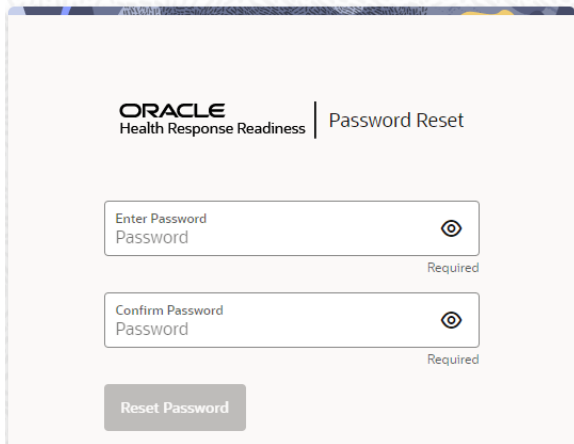 ORACLE
Health Response Readiness
Password Reset
Enter Password
Password
Required
Confirm Password
Password
Required
Reset Password